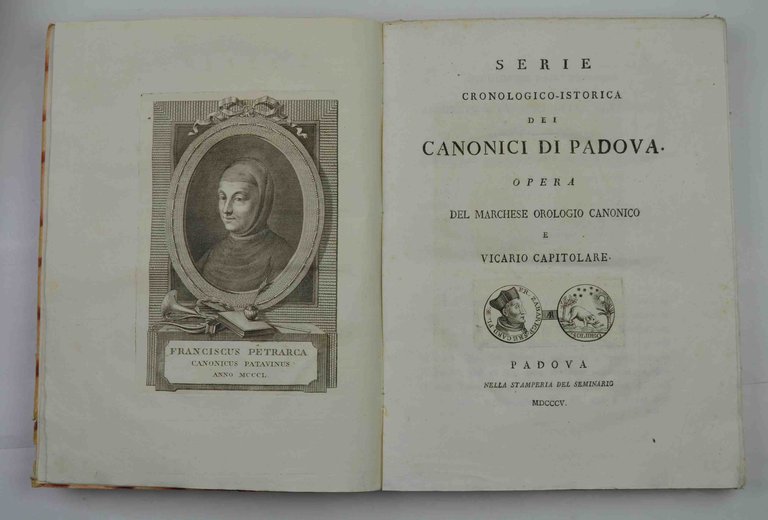 FRANCISCUS PETRARCA
CANONICUS PATAVINUS
ANNO MCCCL
SERIE
CRONOLOGICO-ISTORICA
DEI
CANONICI DI PADOVA.
OPERA
DEL MARCHESE OROLOGIO CANONICO
E
VICARIO CAPITOLARE.
PADOVA
NELLA STAMPERIA DEL SEMINARIO
MDCCCV.